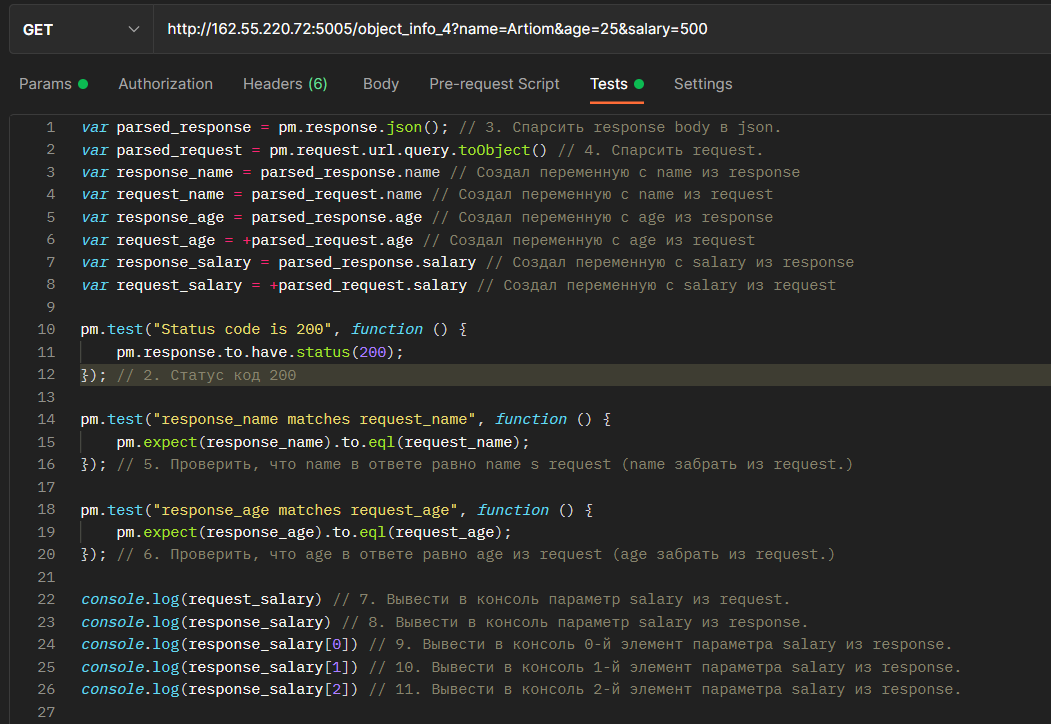 GET http://162.55.220.72:5005/object_info_4?name=Artiom&age=25&salary=500
Params Authorization Headers (6) Body Pre-request Script Tests Settings
1 var parsed_response = pm.response.json(); // 3. Спарсить response body в json.
2 var parsed_request = pm.request.url.query.toObject() // 4. Спарсить request.
3 var response_name = parsed_response.name // Создал переменную с name из response
4 var request_name = parsed_request.name // Создал переменную с name из request
5 var response_age = parsed_response.age // Создал переменную с age из response
6 var request_age = +parsed_request.age // Создал переменную с age из request
7 var response_salary = parsed_response.salary // Создал переменную с salary из response
8 var request_salary = +parsed_request.salary // Создал переменную с salary из request
9
10 pm.test("Status code is 200", function () {
11 pm.response.to.have.status(200);
12 }); // 2. Статус код 200
13
14 pm.test("response_name matches request_name", function () {
15 pm.expect(response_name).to.eql(request_name);
16 }); // 5. Проверить, что name в ответе равно name s request (name забрать из request.)
17
18 pm.test("response_age matches request_age", function () {
19 pm.expect(response_age).to.eql(request_age);
20 }); // 6. Проверить, что age в ответе равно age из request (age забрать из request.)
21
22 console.log(request_salary) // 7. Вывести в консоль параметр salary из request.
23 console.log(response_salary) // 8. Вывести в консоль параметр salary из response.
24 console.log(response_salary[0]) // 9. Вывести в консоль 0-й элемент параметра salary из response.
25 console.log(response_salary[1]) // 10. Вывести в консоль 1-й элемент параметра salary из response.
26 console.log(response_salary[2]) // 11. Вывести в консоль 2-й элемент параметра salary из response.
27